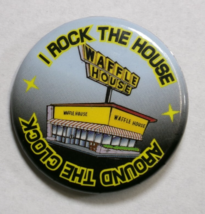 I ROCK THE HOUSE
WAFFLE
HOUSE
WAFFLE HOUSE
WAFFLE HOUSE
AROUND THE CLOCK